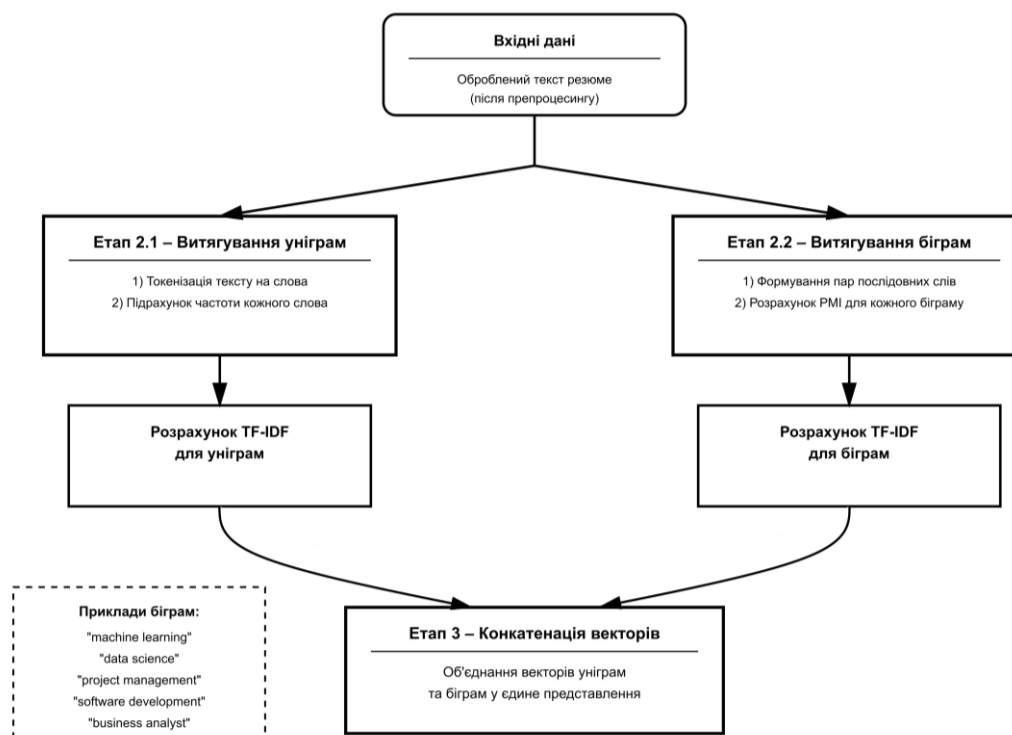 Вхідні дані
Оброблений текст резюме
(після препроцесингу)
Етап 2.1 – Витягування уніграм
1) Токенізація тексту на слова
2) Підрахунок частоти кожного слова
Етап 2.2 – Витягування біграм
1) Формування пар послідовних слів
2) Розрахунок PMI для кожного біграму
Розрахунок TF-IDF
для уніграм
Розрахунок TF-IDF
для біграм
Приклади біграм:
"machine learning"
"data science"
"project management"
"software development"
"business analyst"
Етап 3 – Конкатенація векторів
Об'єднання векторів уніграм
та біграм у єдине представлення